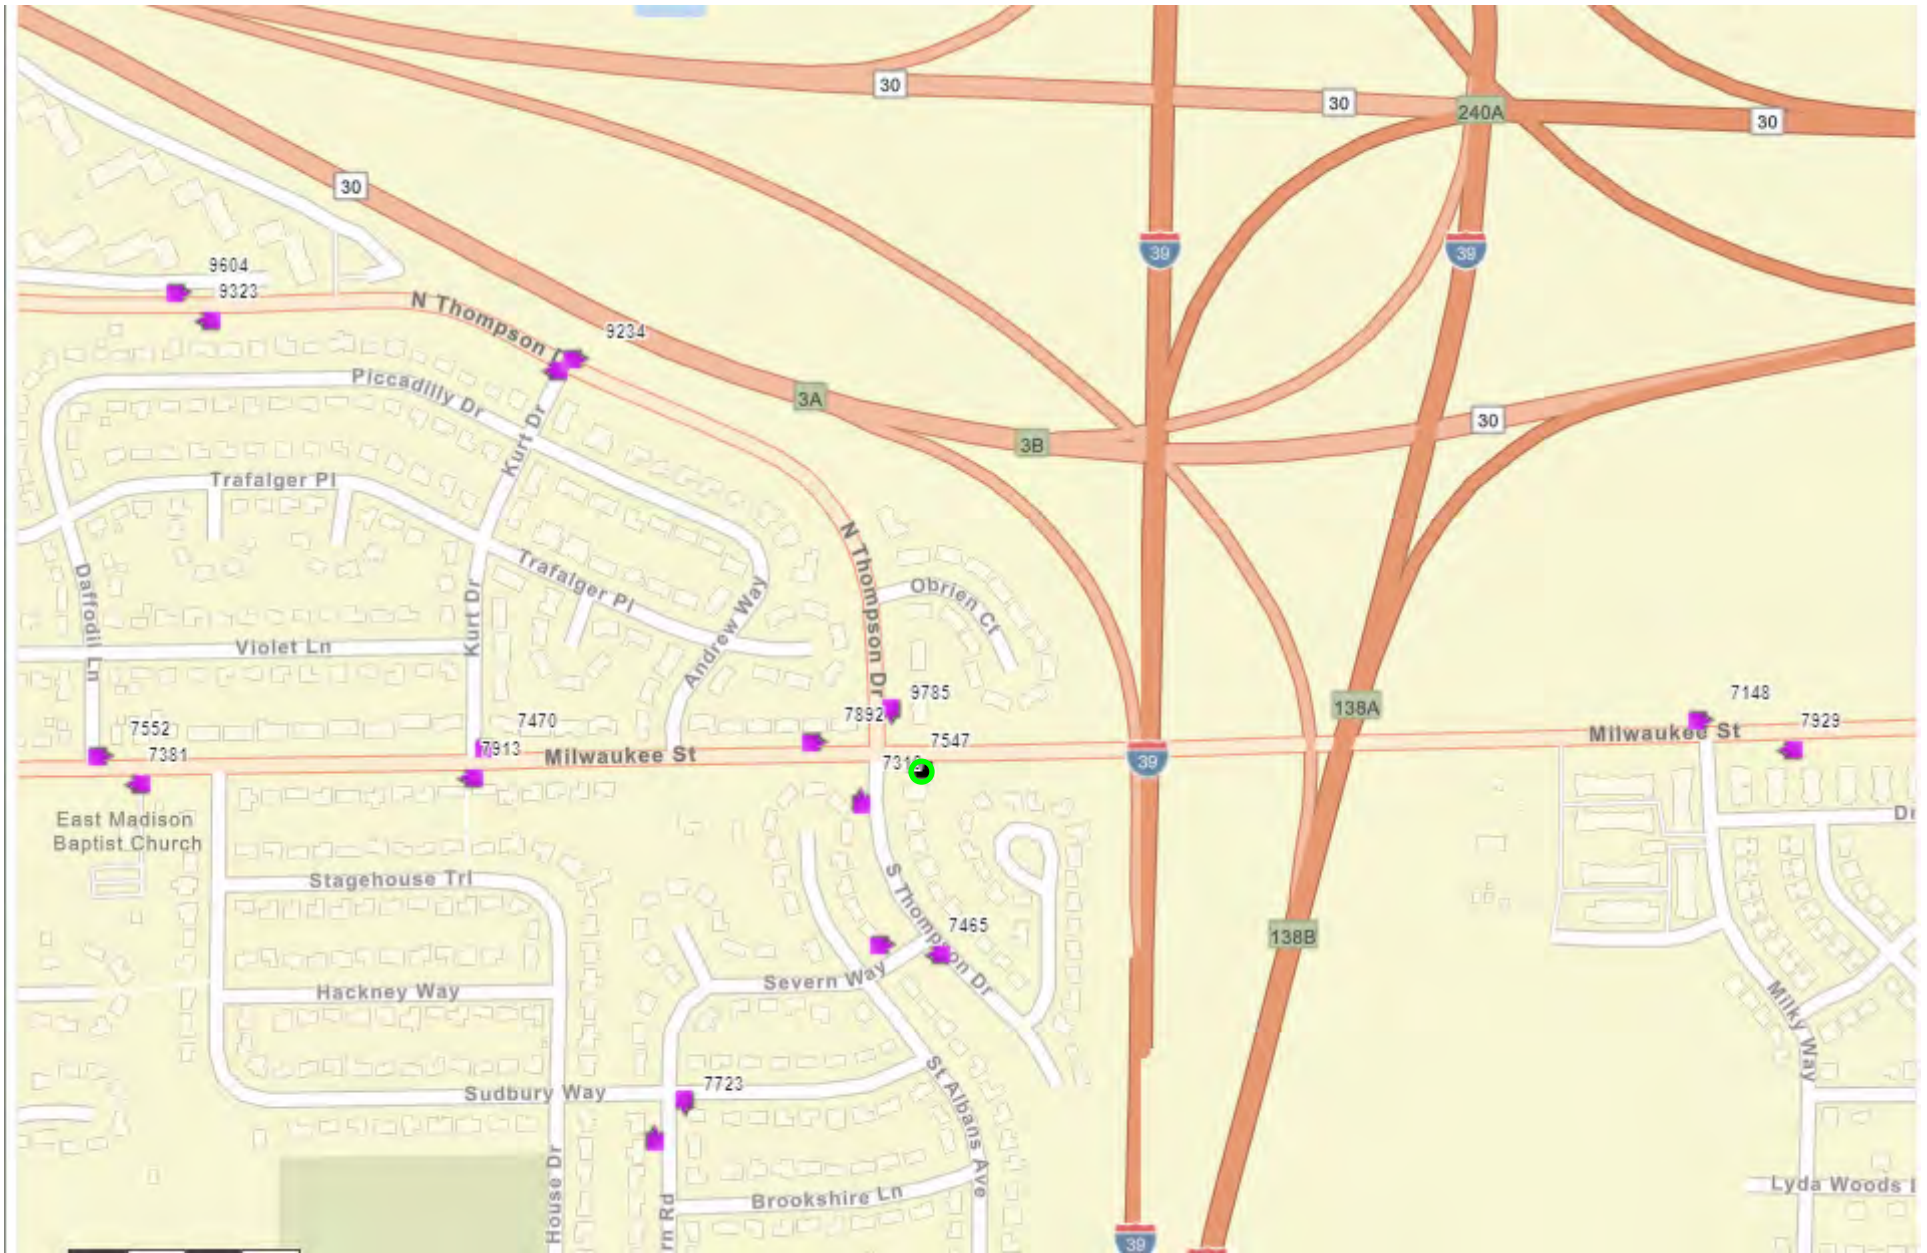 30
30
240A
30
30
39
39
9604
9323
N Thompson
9234
Piccadilly Dr
3A
Kurt Dr
30
3B
Trafalger Pl
N Thompson Dr
Trafalger Pl
Obrien Ct
Daffodil Ln
Kurt Dr
Andrew Way
Violet Ln
9785
7148
138A
7552
7470
7892
7929
7381
7913
Milwaukee St
7547
Milwaukee St
39
East Madison
Baptist Church
Stagehouse Trl
S Thompson Dr
7465
138B
Severn Way
Hackney Way
Milky Way
7723
Sudbury Way
St Albans Ave
House Dr
Brookshire Ln
Lyda Woods
rn Rd
39